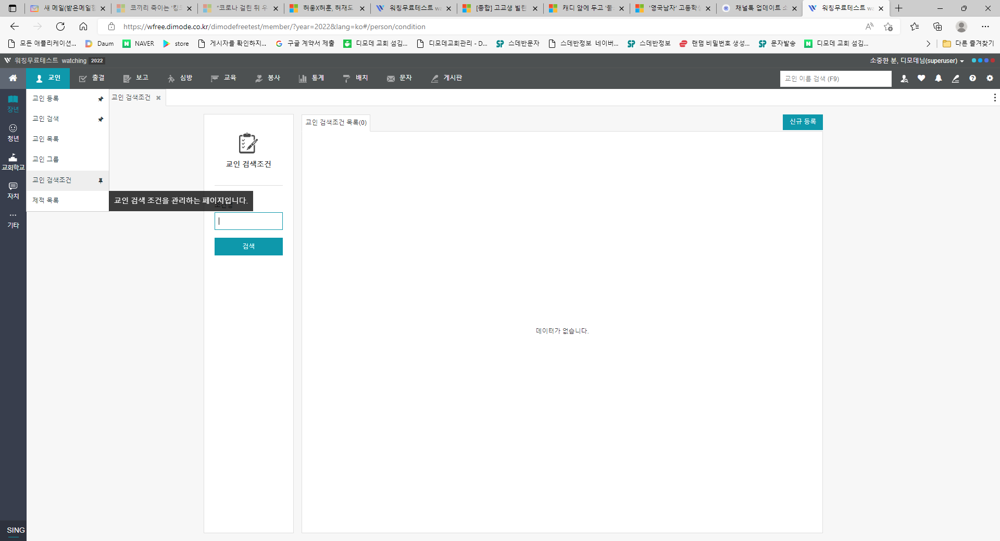 새 메일(받은메일함
코끼리 죽이는 '킹코
"코로나 걸린 뒤 우
허웅X허훈, 허재도
워칭무료테스트 wa
[종합] 고교생 빌린
캐디 앞에 두고 '풀
'영국남자' 고등학생
채널톡 업데이트 소
워칭무료테스트 wa
https://wfree.dimode.co.kr/dimodefreetest/member/?year=2022&lang=ko#/person/condition
모든 애플리케이션...
Daum
NAVER
store
게시자를 확인하지...
구글 계약서 제출
디모데 교회 섬김...
디모데교회관리 - D...
스데반문자
스데반정보 네이버...
스데반정보
랜덤 비밀번호 생성...
문자발송
디모데 교회 섬김...
다른 즐겨찾기
워칭무료테스트 watching 2022
소중한 분, 디모데님(superuser)
교인
출결
보고
심방
교육
봉사
통계
배치
문자
게시판
교인 이름 검색 (F9)
장년
청년
교회학교
자치
기타
SING
교인 등록
교인 검색
교인 목록
교인 그룹
교인 검색조건
제적 목록
교인 검색 조건을 관리하는 페이지입니다.
교인 검색조건
교인 검색조건
조건명
검색
교인 검색조건 목록(0)
신규 등록
데이터가 없습니다.